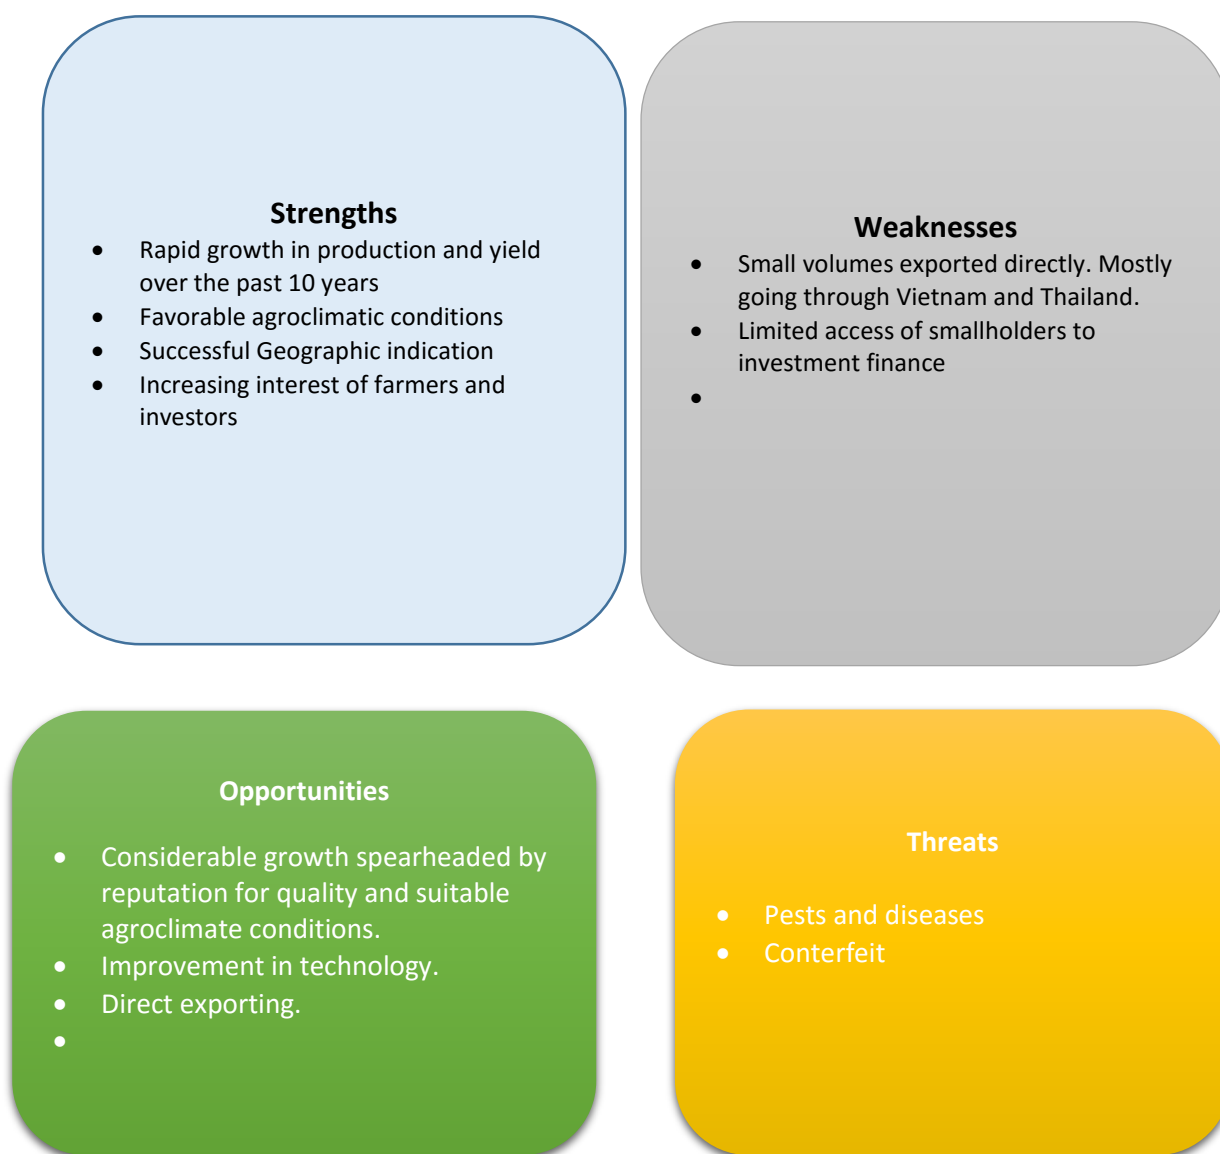 Strengths
• Rapid growth in production and yield
over the past 10 years
• Favorable agroclimatic conditions
• Successful Geographic indication
• Increasing interest of farmers and
investors
Weaknesses
• Small volumes exported directly. Mostly
going through Vietnam and Thailand.
• Limited access of smallholders to
investment finance
•
Opportunities
• Considerable growth spearheaded by
reputation for quality and suitable
agroclimate conditions.
• Improvement in technology.
• Direct exporting.
•
Threats
• Pests and diseases
• Conterfeit